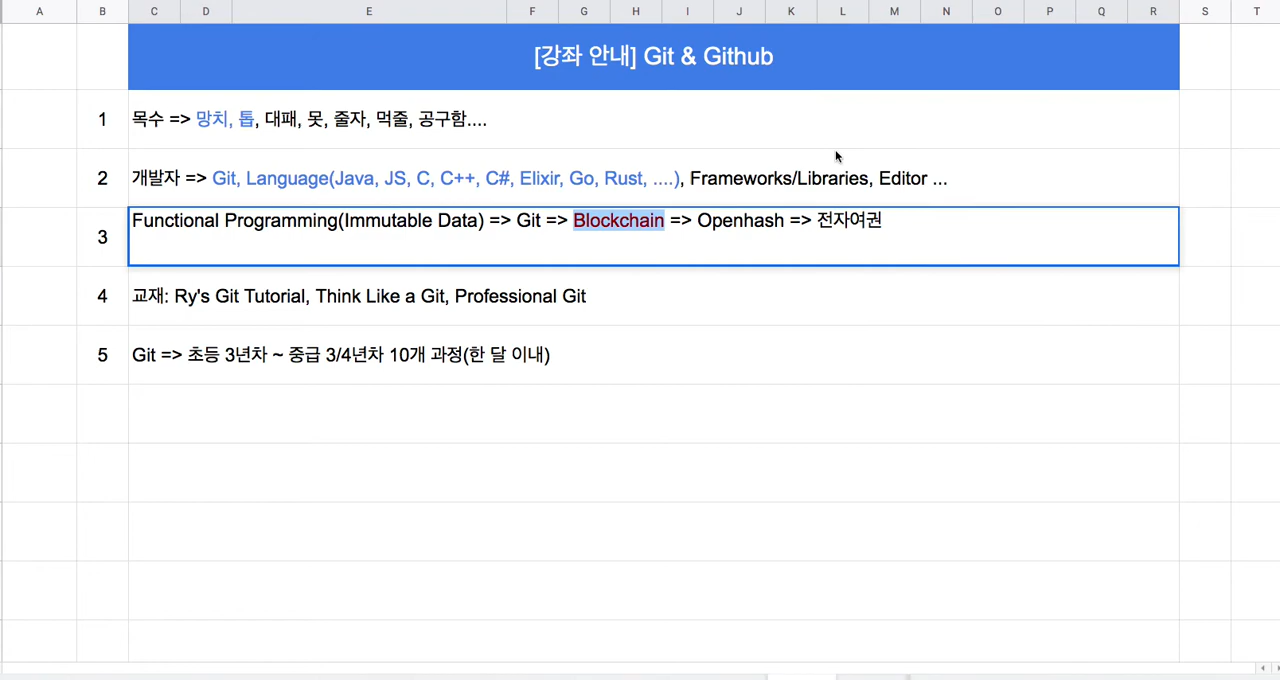 A B C D E F G H I J K L M N O P Q R S T
[강좌 안내] Git & Github
1 목수 => 망치, 톱, 대패, 못, 줄자, 먹줄, 공구함....
2 개발자 => Git, Language(Java, JS, C, C++, C#, Elixir, Go, Rust, ....), Frameworks/Libraries, Editor ...
3 Functional Programming(Immutable Data) => Git => Blockchain => Openhash => 전자여권
4 교재: Ry's Git Tutorial, Think Like a Git, Professional Git
5 Git => 초등 3년차 ~ 중급 3/4년차 10개 과정(한 달 이내)